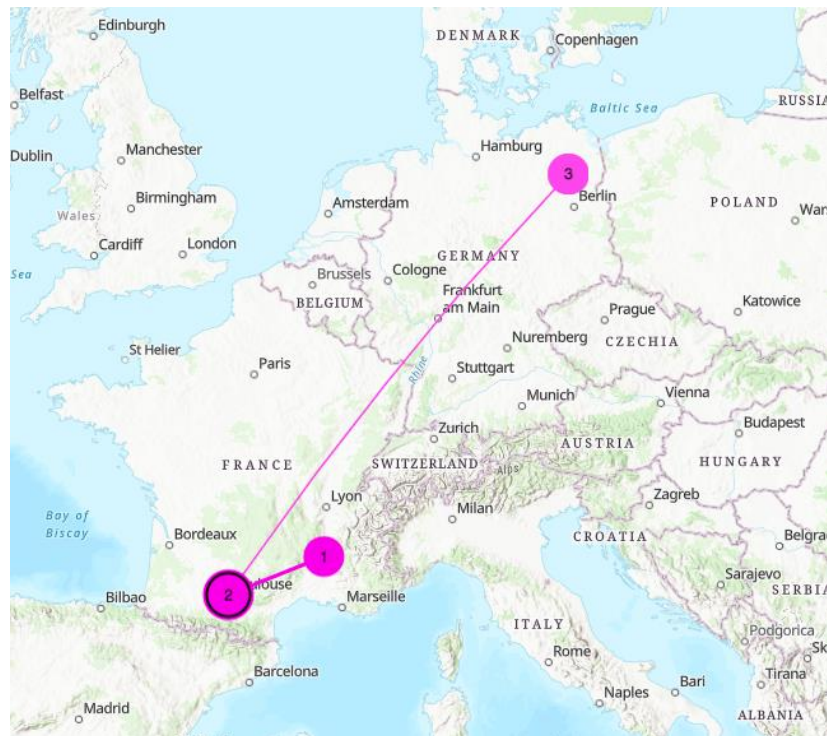 Edinburgh
DENMARK
Copenhagen
Belfast
Baltic Sea
RUSSIA
Dublin
Manchester
Hamburg
3
Birmingham
Amsterdam
Berlin
POLAND
Wales
Cardiff
London
GERMANY
Sea
Brussels
Cologne
BELGIUM
Frankfurt
am Main
Katowice
Prague
CZECHIA
St Helier
Paris
Rhine
Nuremberg
Stuttgart
Munich
Vienna
Zurich
AUSTRIA
Budapest
FRANCE
SWITZERLAND
Alps
HUNGARY
Lyon
Zagreb
Bay of
Biscay
Bordeaux
Milan
CROATIA
1
2
Bilbao
Marseille
Sarajevo
ITALY
Podgorica
Barcelona
Rome
Tirana
Madrid
Naples
Bari
ALBANIA